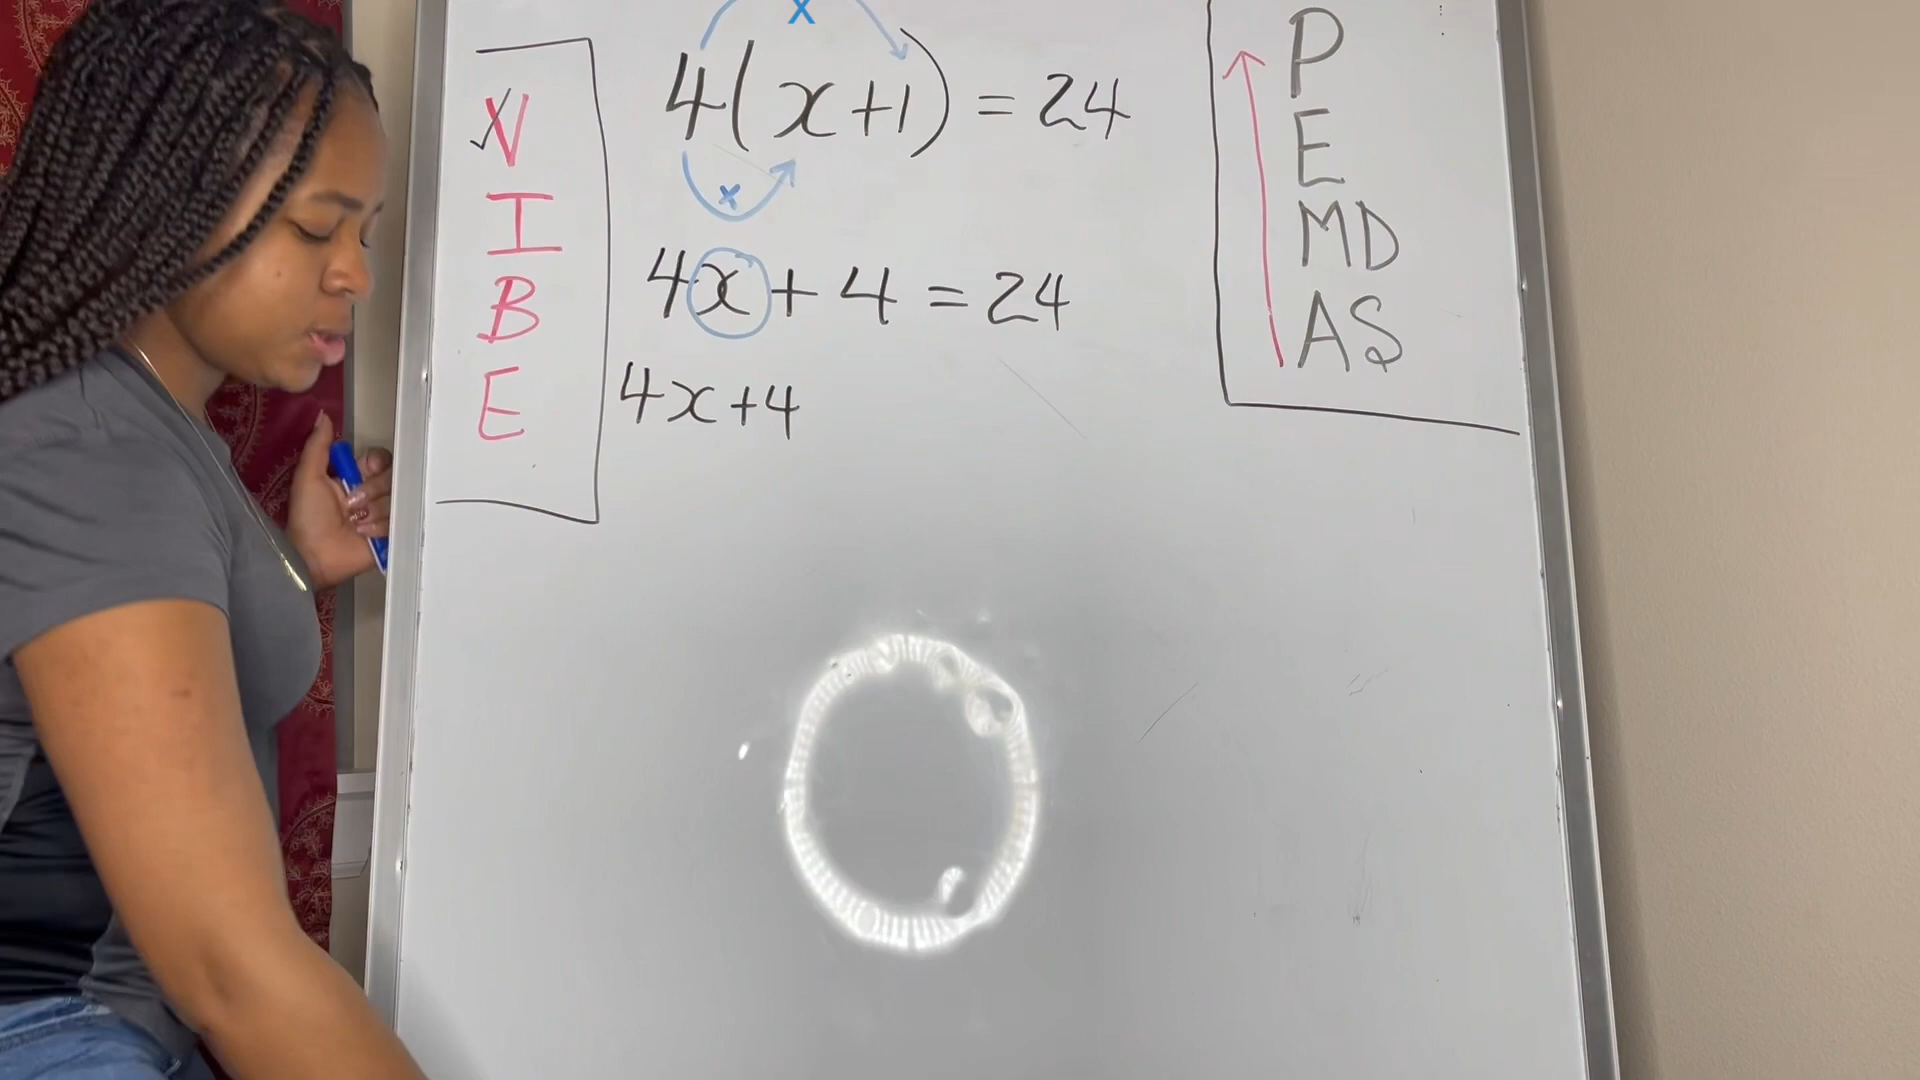 V
I
B
E
x
4(x+1) = 24
x
4x + 4 = 24
4x+4
P
E
MD
AS